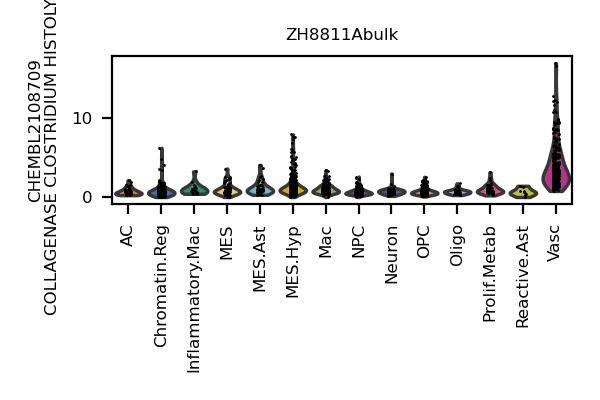 ZH8811Abulk
CHEMBL2108709
COLLAGENASE CLOSTRIDIUM HISTOLY
10
0
AC
Chromatin.Reg
Inflammatory.Mac
MES
MES.Ast
MES.Hyp
Mac
NPC
Neuron
OPC
Oligo
Prolif.Metab
Reactive.Ast
Vasc